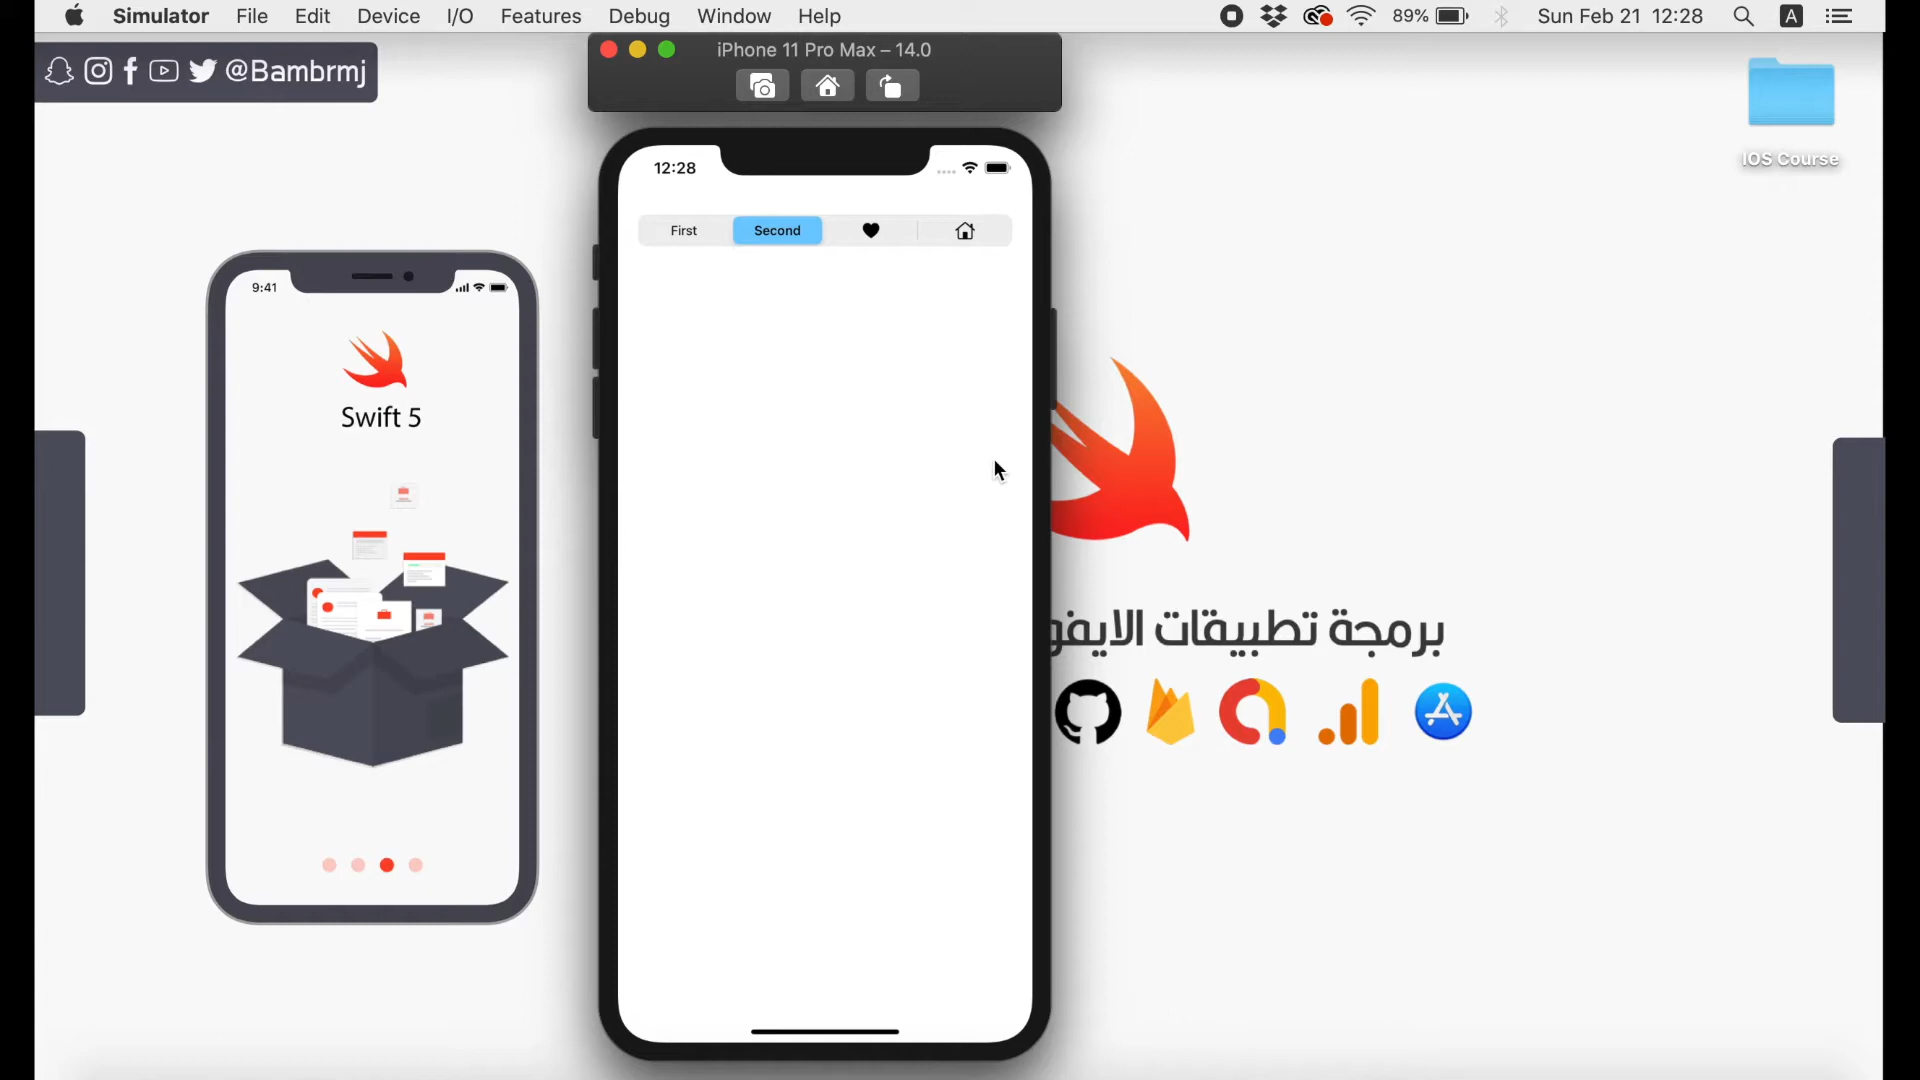 Simulator File Edit Device I/O Features Debug Window Help 89% Sun Feb 21 12:28 A
@Bambrmj
iPhone 11 Pro Max – 14.0
IOS Course
12:28
First Second
9:41
Swift 5
برمجة تطبيقات الايفو